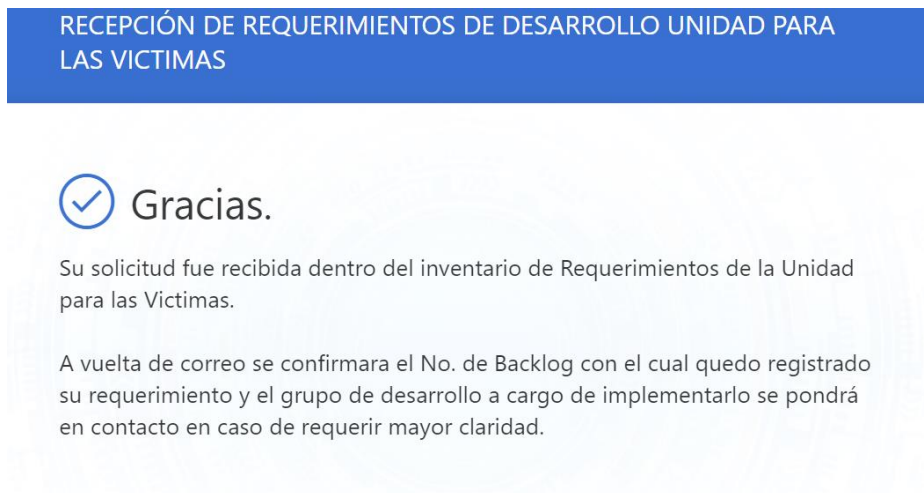 RECEPCIÓN DE REQUERIMIENTOS DE DESARROLLO UNIDAD PARA
LAS VICTIMAS
Gracias.
Su solicitud fue recibida dentro del inventario de Requerimientos de la Unidad
para las Victimas.
A vuelta de correo se confirmara el No. de Backlog con el cual quedo registrado
su requerimiento y el grupo de desarrollo a cargo de implementarlo se pondrá
en contacto en caso de requerir mayor claridad.